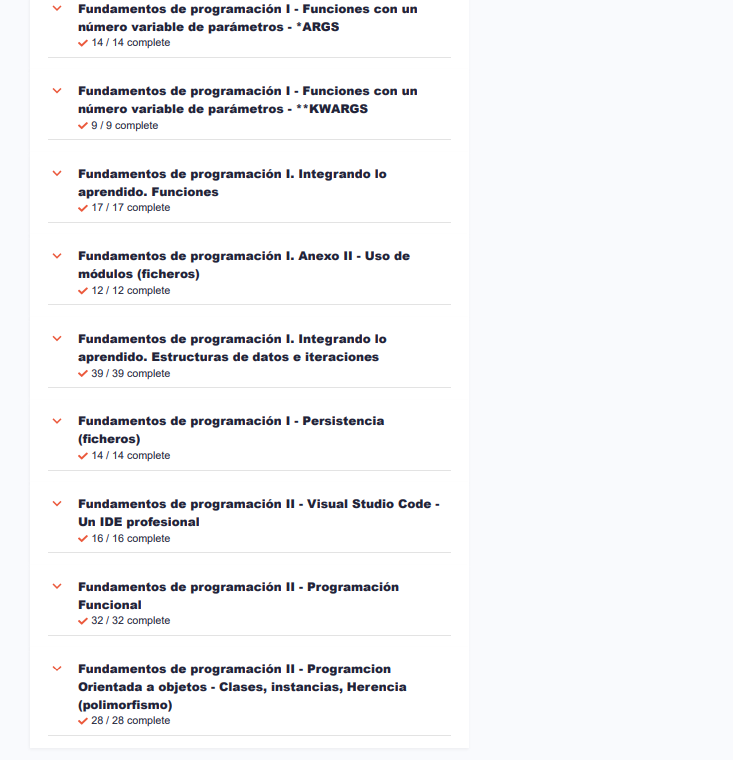 Fundamentos de programación I - Funciones con un
número variable de parámetros - *ARGS
14 / 14 complete
Fundamentos de programación I - Funciones con un
número variable de parámetros - **KWARGS
9 / 9 complete
Fundamentos de programación I. Integrando lo
aprendido. Funciones
17 / 17 complete
Fundamentos de programación I. Anexo II - Uso de
módulos (ficheros)
12 / 12 complete
Fundamentos de programación I. Integrando lo
aprendido. Estructuras de datos e iteraciones
39 / 39 complete
Fundamentos de programación I - Persistencia
(ficheros)
14 / 14 complete
Fundamentos de programación II - Visual Studio Code -
Un IDE profesional
16 / 16 complete
Fundamentos de programación II - Programación
Funcional
32 / 32 complete
Fundamentos de programación II - Programcion
Orientada a objetos - Clases, instancias, Herencia
(polimorfismo)
28 / 28 complete